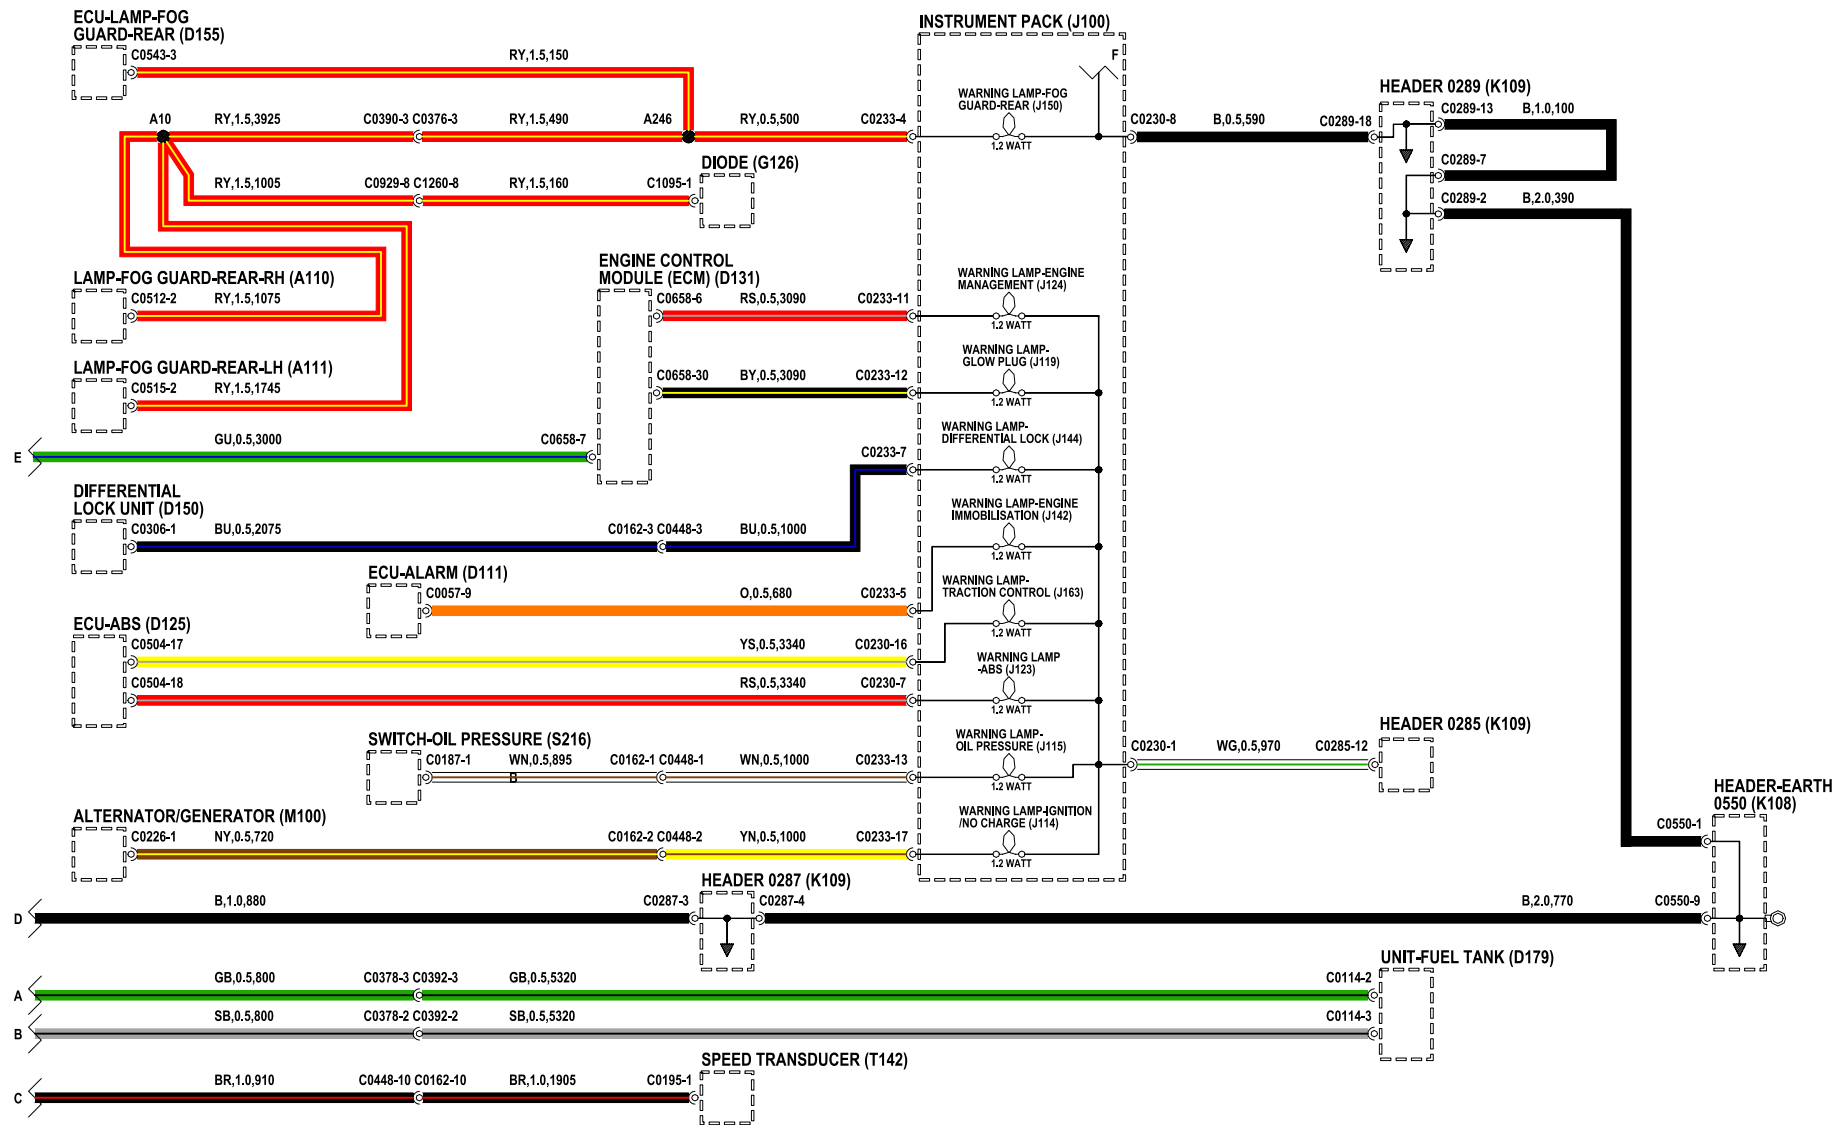 ECU-LAMP-FOG
GUARD-REAR (D155)
C0543-3
RY,1.5,150
INSTRUMENT PACK (J100)
F
WARNING LAMP-FOG
GUARD-REAR (J150)
1.2 WATT
HEADER 0289 (K109)
C0289-13
B,1.0,100
A10
RY,1.5,3925
C0390-3 C0376-3
RY,1.5,490
A246
RY,0.5,500
C0233-4
C0230-8
B,0.5,590
C0289-18
C0289-7
C0289-2
B,2.0,390
DIODE (G126)
RY,1.5,1005
C0929-8 C1260-8
RY,1.5,160
C1095-1
LAMP-FOG GUARD-REAR-RH (A110)
C0512-2
RY,1.5,1075
ENGINE CONTROL
MODULE (ECM) (D131)
C0658-6
RS,0.5,3090
C0233-11
WARNING LAMP-ENGINE
MANAGEMENT (J124)
1.2 WATT
LAMP-FOG GUARD-REAR-LH (A111)
C0515-2
RY,1.5,1745
C0658-30
BY,0.5,3090
C0233-12
WARNING LAMP-
GLOW PLUG (J119)
1.2 WATT
E
GU,0.5,3000
C0658-7
C0233-7
WARNING LAMP-
DIFFERENTIAL LOCK (J144)
1.2 WATT
DIFFERENTIAL
LOCK UNIT (D150)
C0306-1
BU,0.5,2075
C0162-3 C0448-3
BU,0.5,1000
WARNING LAMP-ENGINE
IMMOBILISATION (J142)
1.2 WATT
ECU-ALARM (D111)
C0057-9
O,0.5,680
C0233-5
WARNING LAMP-
TRACTION CONTROL (J163)
1.2 WATT
ECU-ABS (D125)
C0504-17
YS,0.5,3340
C0230-16
C0504-18
RS,0.5,3340
C0230-7
WARNING LAMP
-ABS (J123)
1.2 WATT
SWITCH-OIL PRESSURE (S216)
C0187-1
WN,0.5,895
B
C0162-1 C0448-1
WN,0.5,1000
C0233-13
WARNING LAMP-
OIL PRESSURE (J115)
1.2 WATT
C0230-1
WG,0.5,970
C0285-12
HEADER 0285 (K109)
ALTERNATOR/GENERATOR (M100)
C0226-1
NY,0.5,720
C0162-2 C0448-2
YN,0.5,1000
C0233-17
WARNING LAMP-IGNITION
/NO CHARGE (J114)
1.2 WATT
HEADER-EARTH
0550 (K108)
C0550-1
HEADER 0287 (K109)
D
B,1.0,880
C0287-3
C0287-4
B,2.0,770
C0550-9
UNIT-FUEL TANK (D179)
A
GB,0.5,800
C0378-3 C0392-3
GB,0.5,5320
C0114-2
B
SB,0.5,800
C0378-2 C0392-2
SB,0.5,5320
C0114-3
SPEED TRANSDUCER (T142)
C
BR,1.0,910
C0448-10 C0162-10
BR,1.0,1905
C0195-1